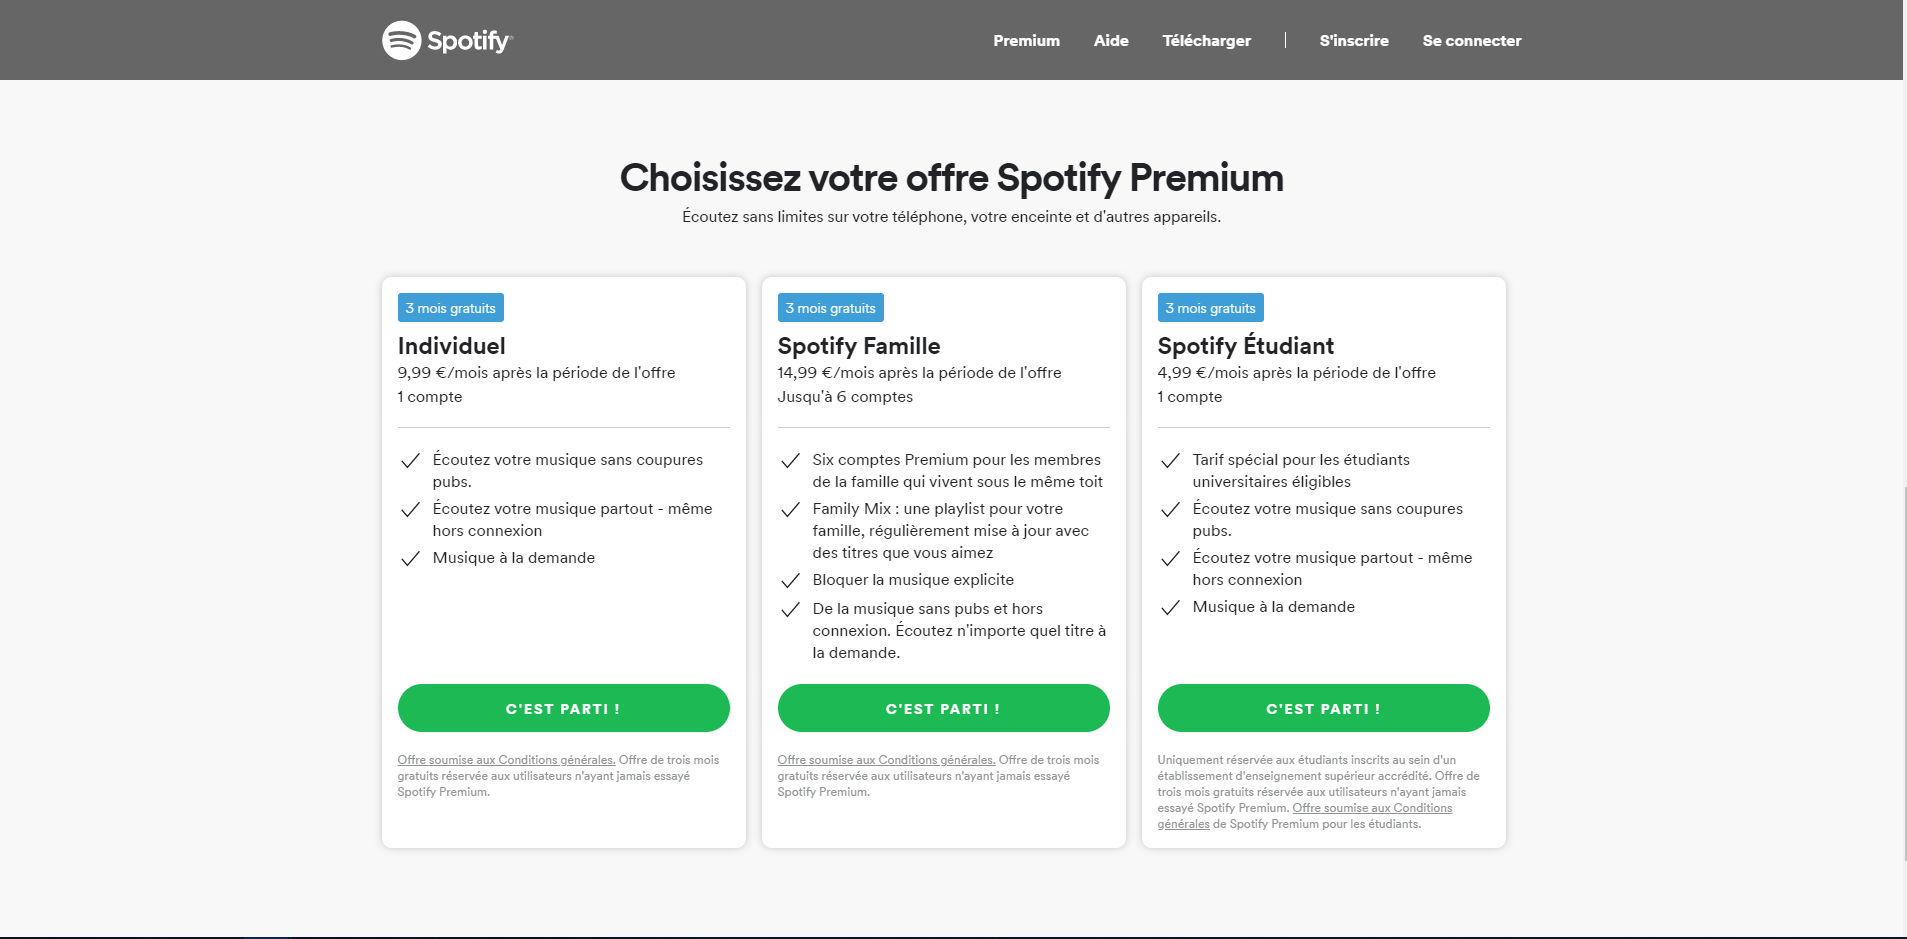 Spotify
Premium
Aide
Télécharger
S'inscrire
Se connecter
Choisissez votre offre Spotify Premium
Écoutez sans limites sur votre téléphone, votre enceinte et d'autres appareils.
3 mois gratuits
Individuel
9,99 €/mois après la période de l'offre
1 compte
Écoutez votre musique sans coupures
pubs.
Écoutez votre musique partout - même
hors connexion
Musique à la demande
C'EST PARTI !
Offre soumise aux Conditions générales. Offre de trois mois
gratuits réservée aux utilisateurs n'ayant jamais essayé
Spotify Premium.
3 mois gratuits
Spotify Famille
14,99 €/mois après la période de l'offre
Jusqu'à 6 comptes
Six comptes Premium pour les membres
de la famille qui vivent sous le même toit
Family Mix : une playlist pour votre
famille, régulièrement mise à jour avec
des titres que vous aimez
Bloquer la musique explicite
De la musique sans pubs et hors
connexion. Écoutez n'importe quel titre à
la demande.
C'EST PARTI !
Offre soumise aux Conditions générales. Offre de trois mois
gratuits réservée aux utilisateurs n'ayant jamais essayé
Spotify Premium.
3 mois gratuits
Spotify Étudiant
4,99 €/mois après la période de l'offre
1 compte
Tarif spécial pour les étudiants
universitaires éligibles
Écoutez votre musique sans coupures
pubs.
Écoutez votre musique partout - même
hors connexion
Musique à la demande
C'EST PARTI !
Uniquement réservée aux étudiants inscrits au sein d'un
établissement d'enseignement supérieur accrédité. Offre de
trois mois gratuits réservée aux utilisateurs n'ayant jamais
essayé Spotify Premium. Offre soumise aux Conditions
générales de Spotify Premium pour les étudiants.